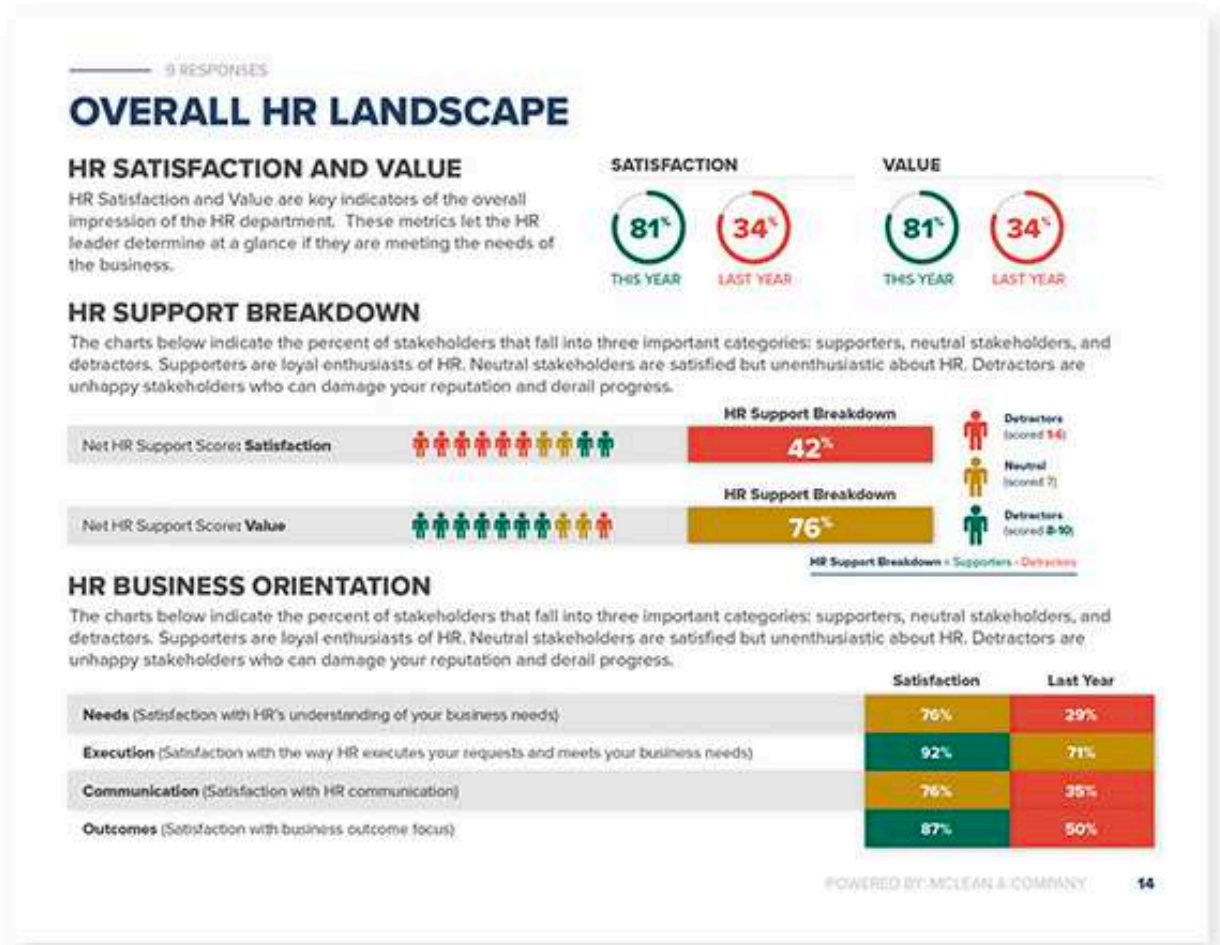 9 RESPONSES
OVERALL HR LANDSCAPE
HR SATISFACTION AND VALUE
HR Satisfaction and Value are key indicators of the overall
impression of the HR department. These metrics let the HR
leader determine at a glance if they are meeting the needs of
the business.
SATISFACTION
81%
THIS YEAR
34%
LAST YEAR
VALUE
81%
THIS YEAR
34%
LAST YEAR
HR SUPPORT BREAKDOWN
The charts below indicate the percent of stakeholders that fall into three important categories: supporters, neutral stakeholders, and
detractors. Supporters are loyal enthusiasts of HR. Neutral stakeholders are satisfied but unenthusiastic about HR. Detractors are
unhappy stakeholders who can damage your reputation and derail progress.
HR Support Breakdown
Net HR Support Score: Satisfaction
42%
HR Support Breakdown
Net HR Support Score: Value
76%
Detractors
(scored 1-6)
Neutral
(scored 7)
Detractors
(scored 8-10)
HR Support Breakdown = Supporters - Detractors
HR BUSINESS ORIENTATION
The charts below indicate the percent of stakeholders that fall into three important categories: supporters, neutral stakeholders, and
detractors. Supporters are loyal enthusiasts of HR. Neutral stakeholders are satisfied but unenthusiastic about HR. Detractors are
unhappy stakeholders who can damage your reputation and derail progress.
Satisfaction Last Year
Needs (Satisfaction with HR's understanding of your business needs) 76% 29%
Execution (Satisfaction with the way HR executes your requests and meets your business needs) 92% 71%
Communication (Satisfaction with HR communication) 76% 35%
Outcomes (Satisfaction with business outcome focus) 87% 50%
POWERED BY: MCLEAN & COMPANY 14